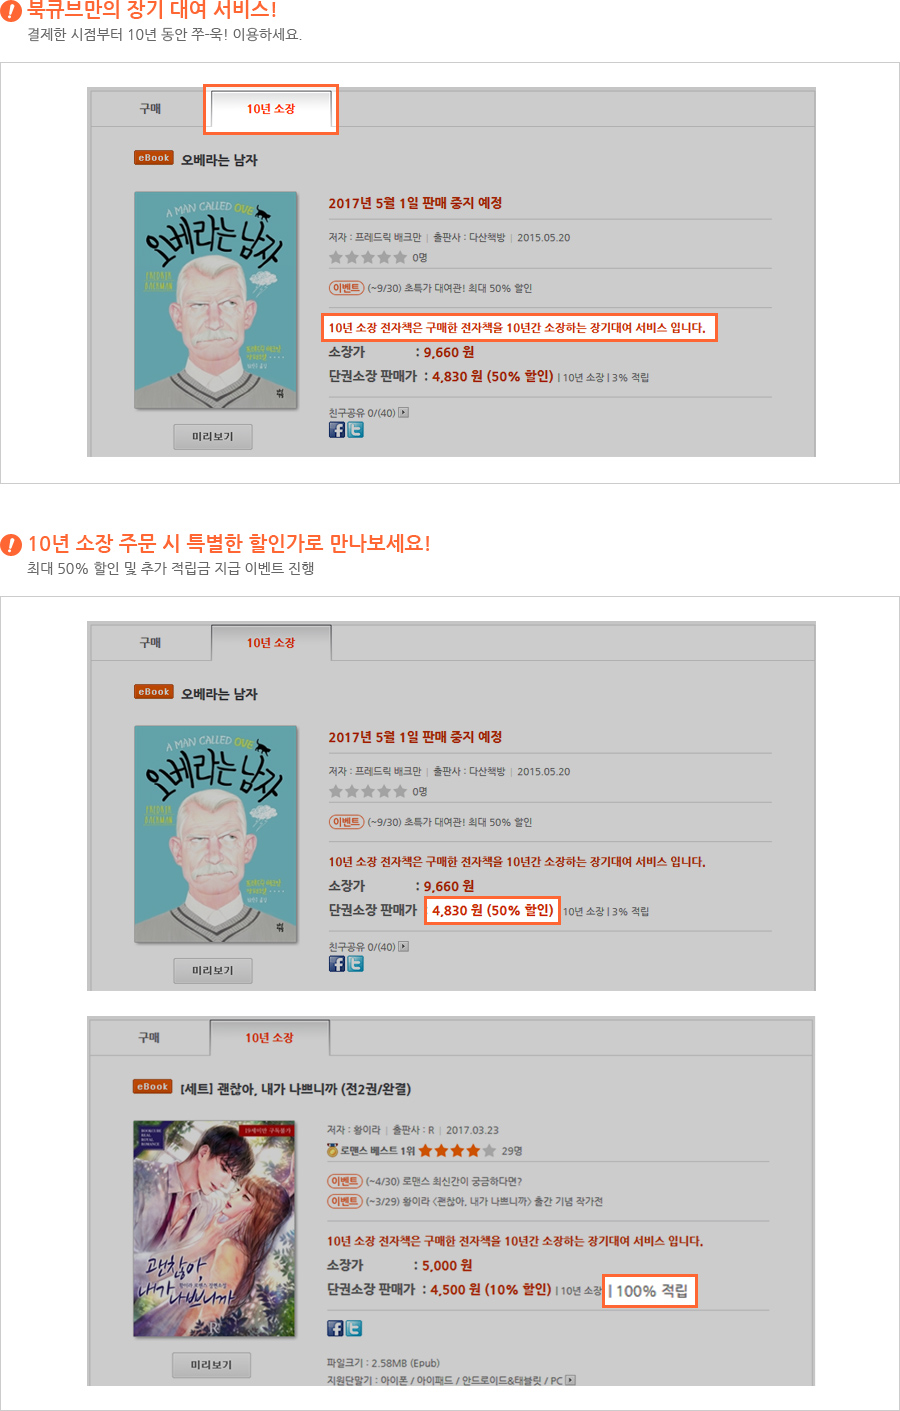 북큐브만의 장기 대여 서비스!
결제한 시점부터 10년 동안 쭈-욱! 이용하세요.
구매
10년 소장
eBook 오베라는 남자
A MAN CALLED OVE
오베라는 남자
FREDRIK
BACKMAN
2017년 5월 1일 판매 중지 예정
저자 : 프레드릭 배크만 | 출판사 : 다산책방 | 2015.05.20
0명
이벤트 (~9/30) 초특가 대여관! 최대 50% 할인
10년 소장 전자책은 구매한 전자책을 10년간 소장하는 장기대여 서비스 입니다.
소장가 : 9,660 원
단권소장 판매가 : 4,830 원 (50% 할인) | 10년 소장 | 3% 적립
친구공유 0/(40)
미리보기
10년 소장 주문 시 특별한 할인가로 만나보세요!
최대 50% 할인 및 추가 적립금 지급 이벤트 진행
구매
10년 소장
eBook 오베라는 남자
A MAN CALLED OVE
오베라는 남자
FREDRIK
BACKMAN
2017년 5월 1일 판매 중지 예정
저자 : 프레드릭 배크만 | 출판사 : 다산책방 | 2015.05.20
0명
이벤트 (~9/30) 초특가 대여관! 최대 50% 할인
10년 소장 전자책은 구매한 전자책을 10년간 소장하는 장기대여 서비스 입니다.
소장가 : 9,660 원
단권소장 판매가 4,830 원 (50% 할인) 10년 소장 | 3% 적립
친구공유 0/(40)
미리보기
구매
10년 소장
eBook [세트] 괜찮아, 내가 나쁘니까 (전2권/완결)
19세미만 구독불가
괜찮아,
내가 나쁘니까
저자 : 황이라 | 출판사 : R | 2017.03.23
로맨스 베스트 1위 29명
이벤트 (~4/30) 로맨스 최신간이 궁금하다면?
이벤트 (~3/29) 황이라 <괜찮아, 내가 나쁘니까> 출간 기념 작가전
10년 소장 전자책은 구매한 전자책을 10년간 소장하는 장기대여 서비스 입니다.
소장가 : 5,000 원
단권소장 판매가 : 4,500 원 (10% 할인) | 10년 소장 | 100% 적립
미리보기
파일크기 : 2.58MB (Epub)
지원단말기 : 아이폰 / 아이패드 / 안드로이드&태블릿 / PC